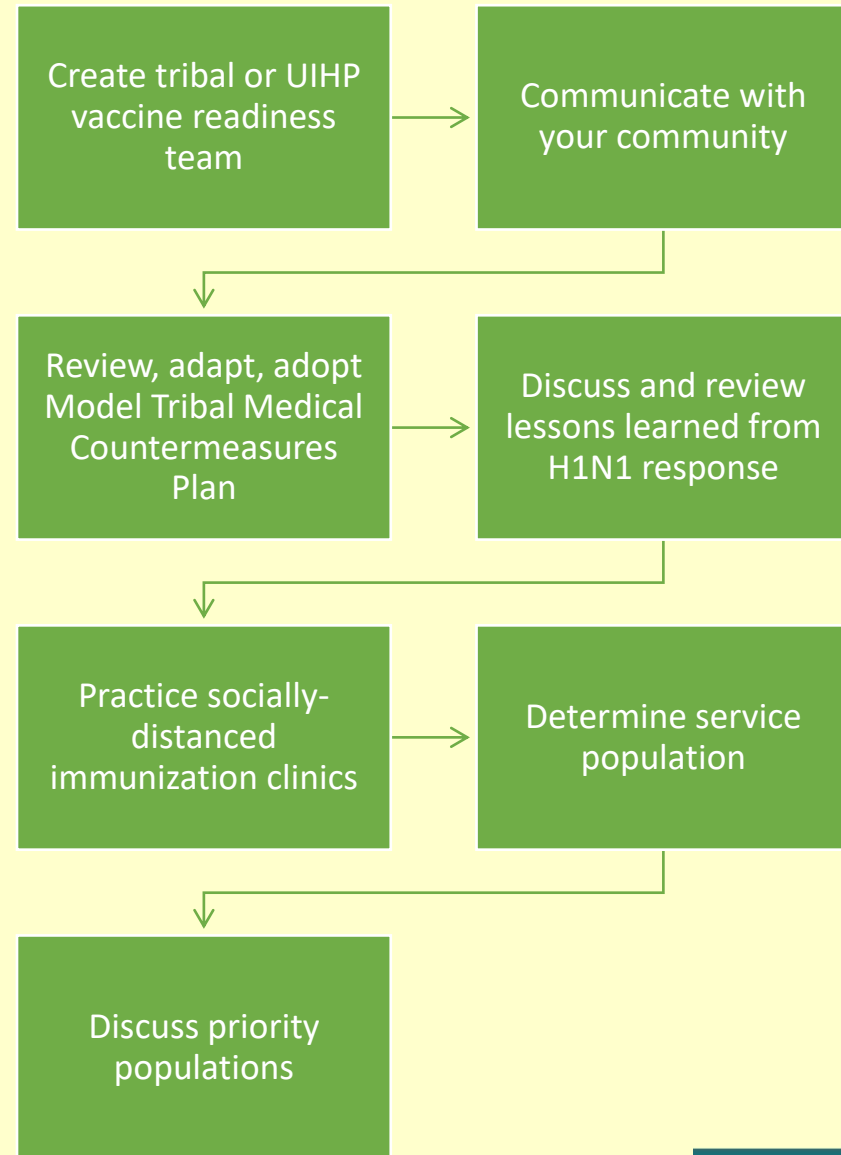 Create tribal or UIHP
vaccine readiness
team
Communicate with
your community
Review, adapt, adopt
Model Tribal Medical
Countermeasures
Plan
Discuss and review
lessons learned from
H1N1 response
Practice socially-
distanced
immunization clinics
Determine service
population
Discuss priority
populations